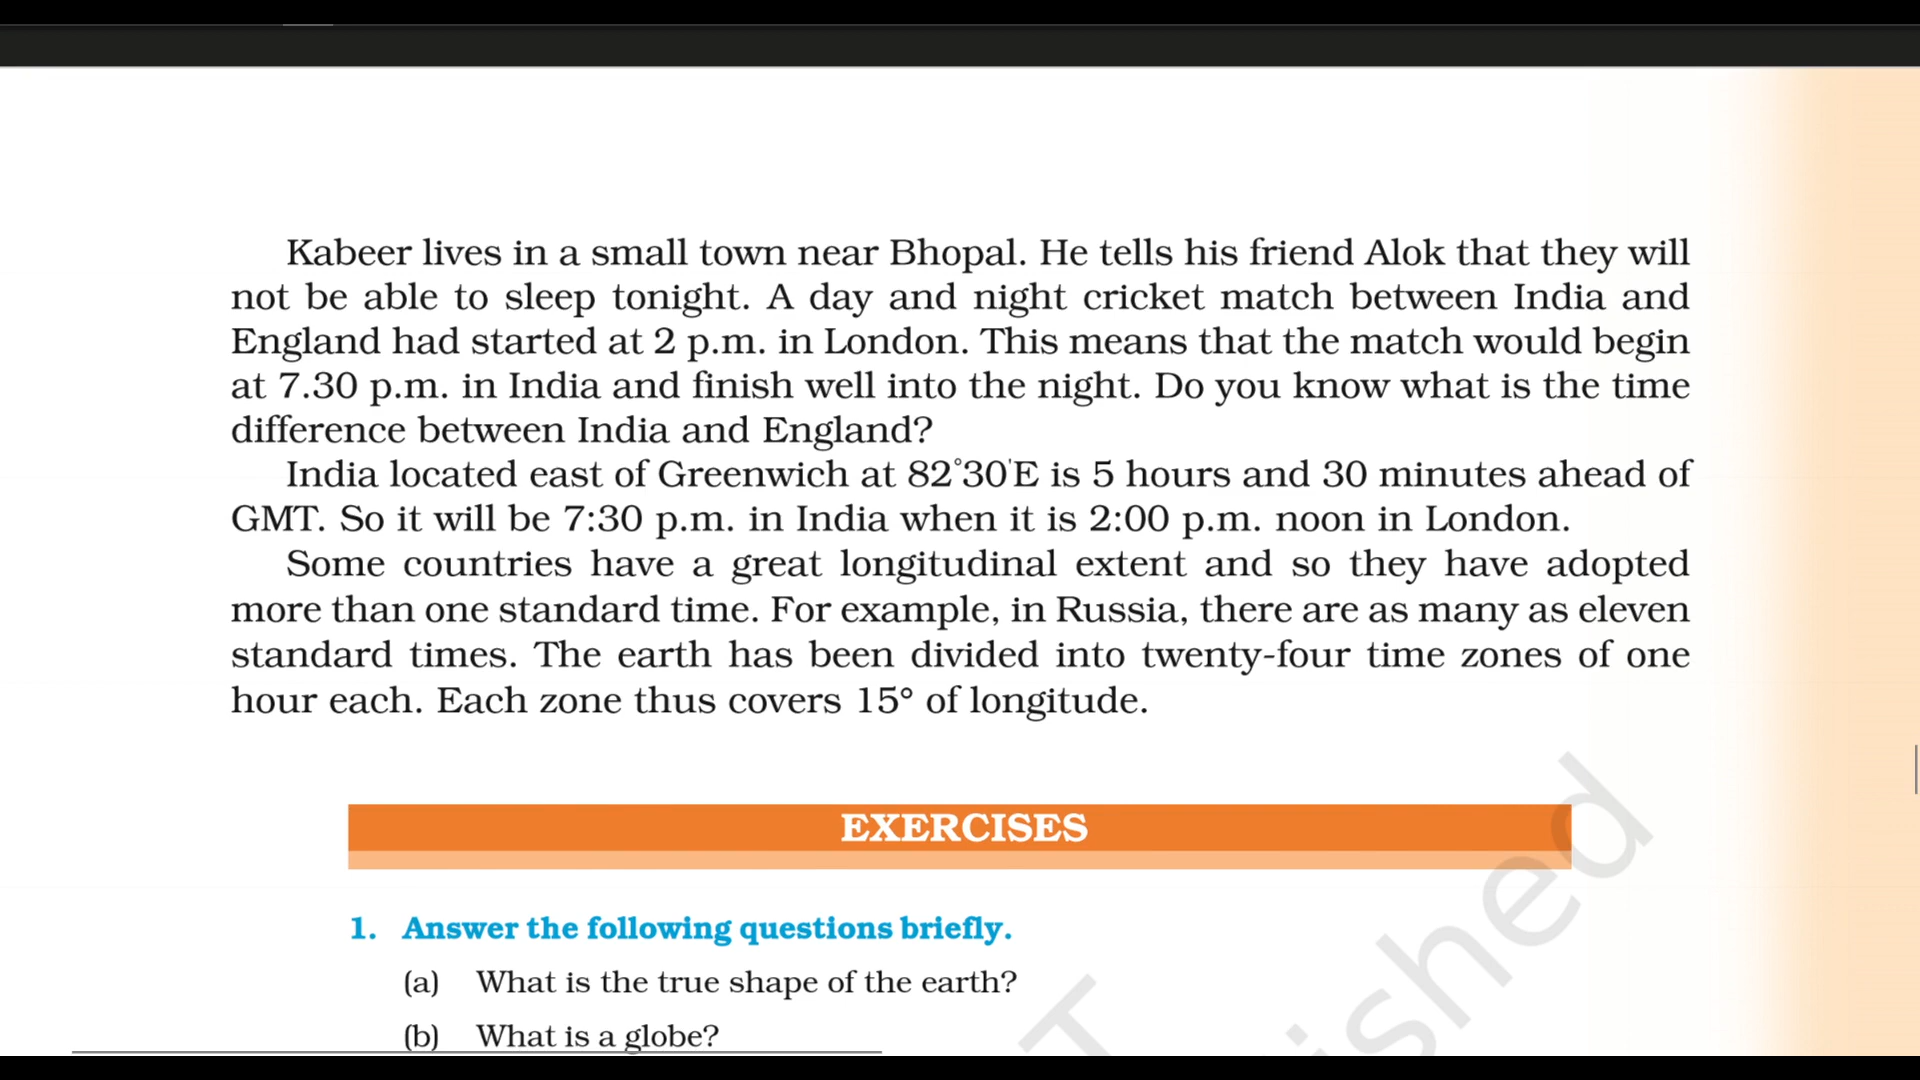 Kabeer lives in a small town near Bhopal. He tells his friend Alok that they will
not be able to sleep tonight. A day and night cricket match between India and
England had started at 2 p.m. in London. This means that the match would begin
at 7.30 p.m. in India and finish well into the night. Do you know what is the time
difference between India and England?
India located east of Greenwich at 82°30'E is 5 hours and 30 minutes ahead of
GMT. So it will be 7:30 p.m. in India when it is 2:00 p.m. noon in London.
Some countries have a great longitudinal extent and so they have adopted
more than one standard time. For example, in Russia, there are as many as eleven
standard times. The earth has been divided into twenty-four time zones of one
hour each. Each zone thus covers 15° of longitude.
EXERCISES
1. Answer the following questions briefly.
(a) What is the true shape of the earth?
(b) What is a globe?